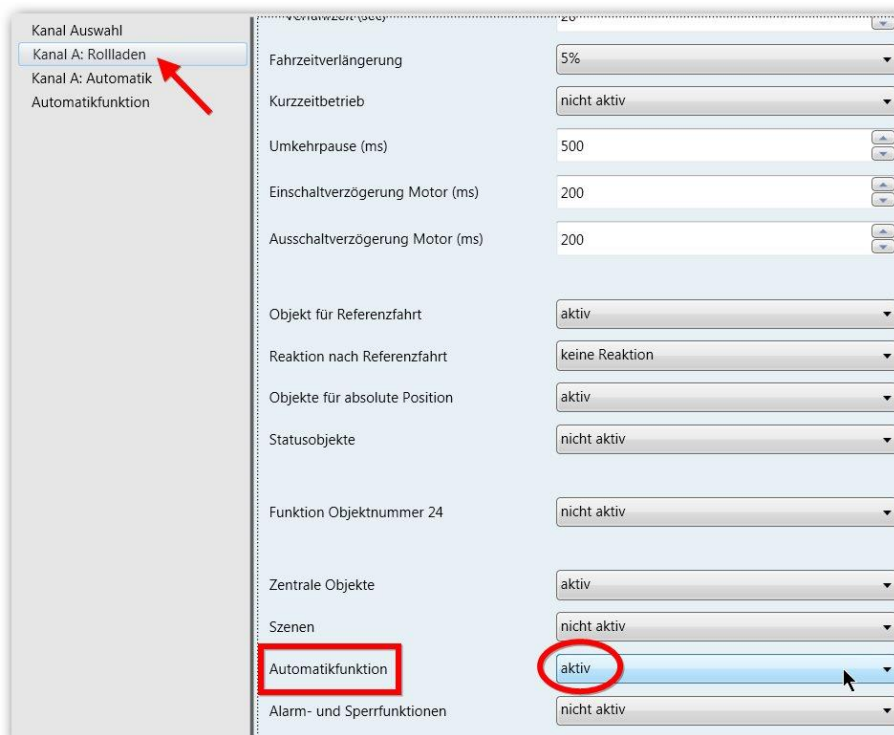 Kanal Auswahl
Kanal A: Rollladen
Kanal A: Automatik
Automatikfunktion
Fahrzeitverlängerung 5%
Kurzzeitbetrieb nicht aktiv
Umkehrpause (ms) 500
Einschaltverzögerung Motor (ms) 200
Ausschaltverzögerung Motor (ms) 200
Objekt für Referenzfahrt aktiv
Reaktion nach Referenzfahrt keine Reaktion
Objekte für absolute Position aktiv
Statusobjekte nicht aktiv
Funktion Objektnummer 24 nicht aktiv
Zentrale Objekte aktiv
Szenen nicht aktiv
Automatikfunktion aktiv
Alarm- und Sperrfunktionen nicht aktiv